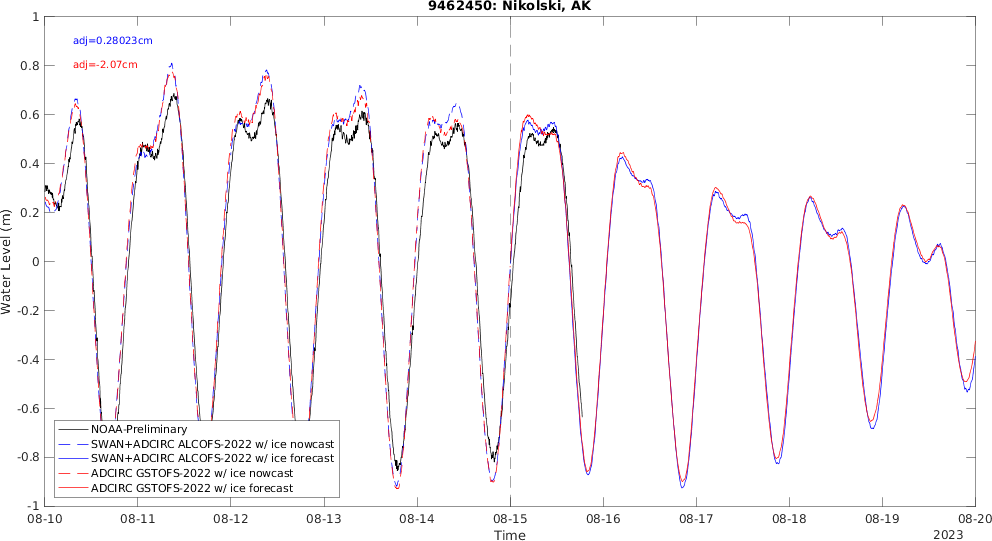 9462450: Nikolski, AK
adj=0.28023cm
adj=-2.07cm
1
0.8
0.6
0.4
0.2
0
-0.2
-0.4
-0.6
-0.8
-1
Water Level (m)
NOAA-Preliminary
SWAN+ADCIRC ALCOFS-2022 w/ ice nowcast
SWAN+ADCIRC ALCOFS-2022 w/ ice forecast
ADCIRC GSTOFS-2022 w/ ice nowcast
ADCIRC GSTOFS-2022 w/ ice forecast
08-10 08-11 08-12 08-13 08-14 08-15 08-16 08-17 08-18 08-19 08-20
Time
2023